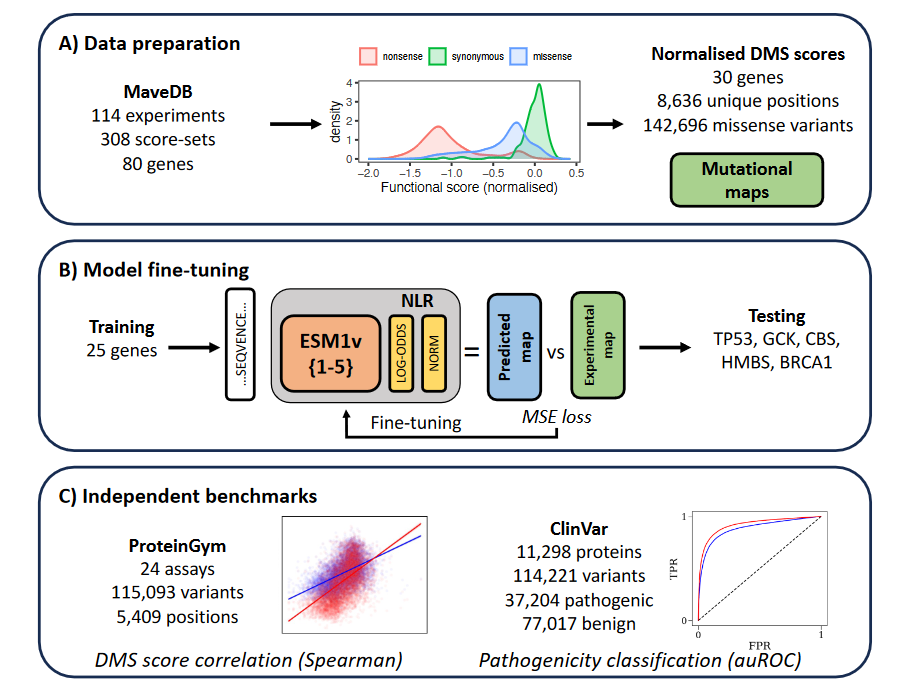 A) Data preparation
MaveDB
114 experiments
308 score-sets
80 genes
nonsense synonymous missense
density
4
3
2
1
0
−2.0 −1.5 −1.0 −0.5 0.0 0.5
Functional score (normalised)
Normalised DMS scores
30 genes
8,636 unique positions
142,696 missense variants
Mutational
maps
B) Model fine-tuning
Training
25 genes
...SEQVENCE...
NLR
ESM1v
{1-5}
LOG-ODDS
NORM
=
Predicted
map
vs
Experimental
map
Fine-tuning
MSE loss
Testing
TP53, GCK, CBS,
HMBS, BRCA1
C) Independent benchmarks
ProteinGym
24 assays
115,093 variants
5,409 positions
DMS score correlation (Spearman)
ClinVar
11,298 proteins
114,221 variants
37,204 pathogenic
77,017 benign
1
TPR
0
0 1
FPR
Pathogenicity classification (auROC)